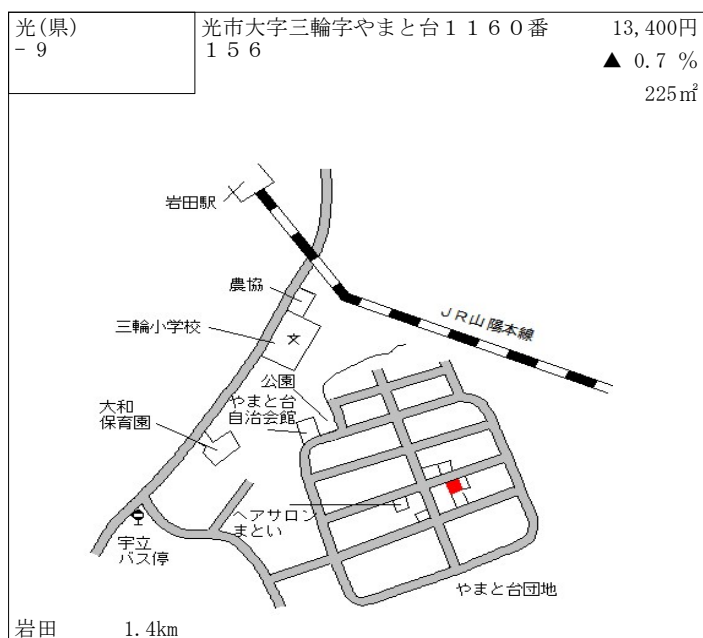 光(県)
－9
光市大字三輪字やまと台１１６０番
１５６
13,400円
▲ 0.7 %
225㎡
岩田駅
農協
三輪小学校
文
ＪＲ山陽本線
公園
やまと台
自治会館
大和
保育園
ヘアサロン
まとい
宇立
バス停
やまと台団地
岩田 1.4km